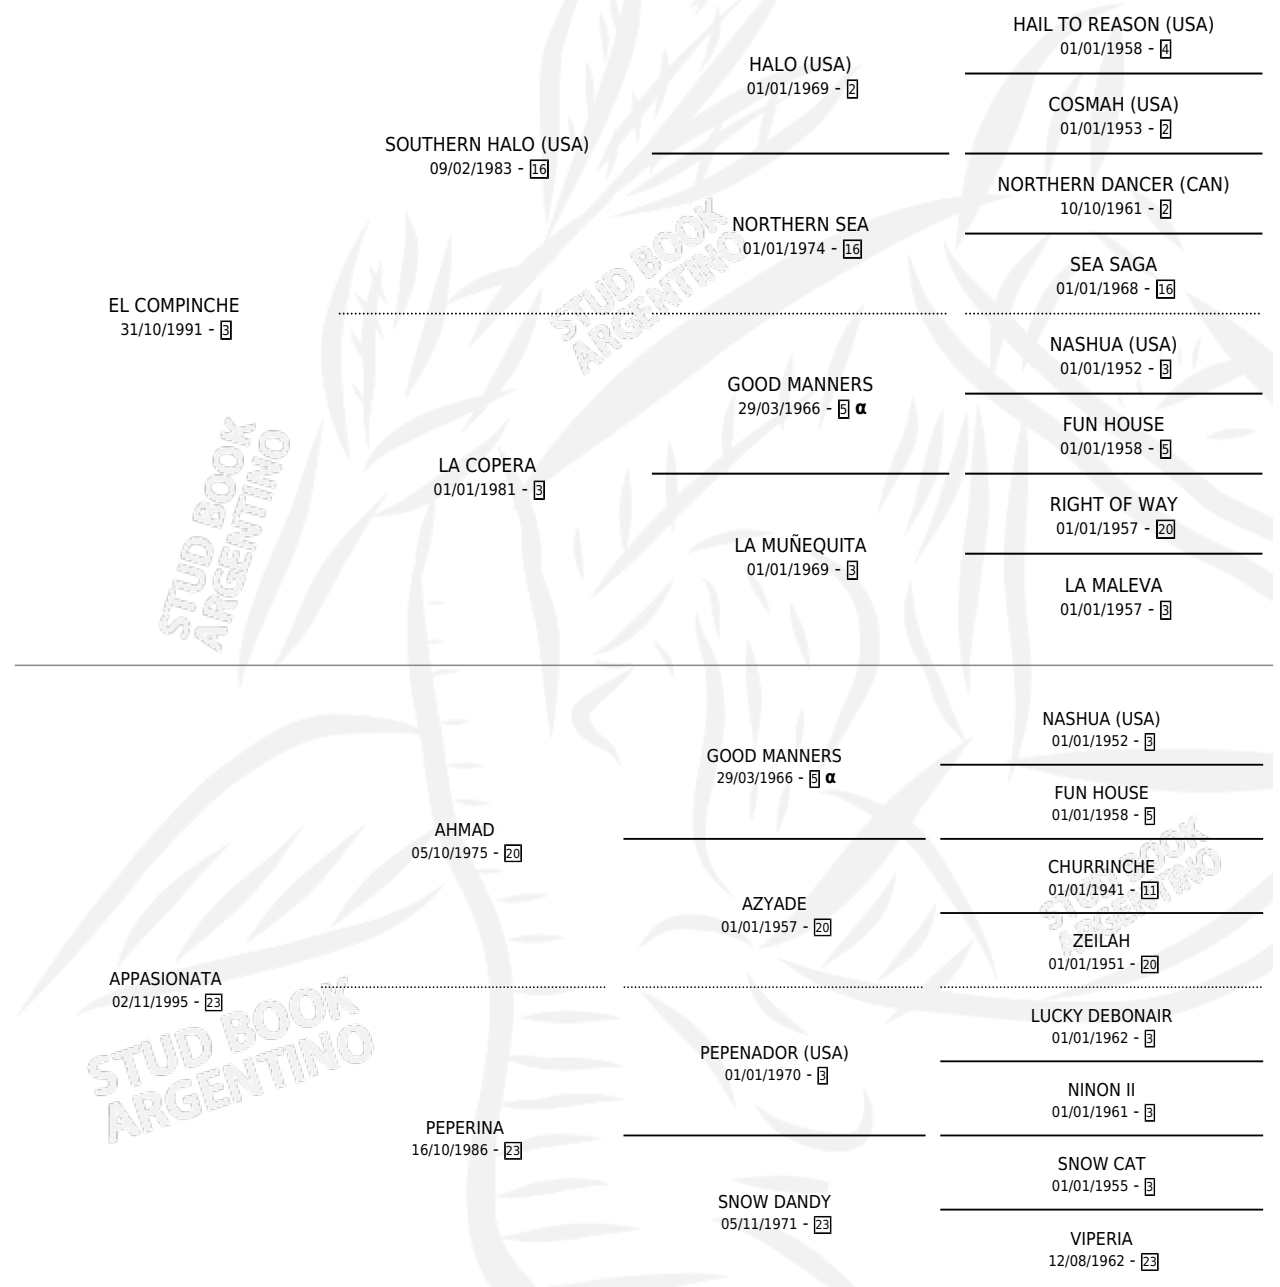 HAIL TO REASON (USA)
01/01/1958 - 4
HALO (USA)
01/01/1969 - 2
COSMAH (USA)
01/01/1953 - 2
SOUTHERN HALO (USA)
09/02/1983 - 16
NORTHERN DANCER (CAN)
10/10/1961 - 2
NORTHERN SEA
01/01/1974 - 16
SEA SAGA
01/01/1968 - 16
EL COMPINCHE
31/10/1991 - 3
NASHUA (USA)
01/01/1952 - 3
GOOD MANNERS
29/03/1966 - 5 α
FUN HOUSE
01/01/1958 - 5
LA COPERA
01/01/1981 - 3
RIGHT OF WAY
01/01/1957 - 20
LA MUÑEQUITA
01/01/1969 - 3
LA MALEVA
01/01/1957 - 3
NASHUA (USA)
01/01/1952 - 3
GOOD MANNERS
29/03/1966 - 5 α
FUN HOUSE
01/01/1958 - 5
AHMAD
05/10/1975 - 20
CHURRINCHE
01/01/1941 - 11
AZYADE
01/01/1957 - 20
ZEILAH
01/01/1951 - 20
APPASIONATA
02/11/1995 - 23
LUCKY DEBONAIR
01/01/1962 - 3
PEPENADOR (USA)
01/01/1970 - 3
NINON II
01/01/1961 - 3
PEPERINA
16/10/1986 - 23
SNOW CAT
01/01/1955 - 3
SNOW DANDY
05/11/1971 - 23
VIPERIA
12/08/1962 - 23
STUD BOOK
ARGENTINO
STUD BOOK
ARGENTINO
STUD BOOK
ARGENTINO
STUD BOOK
ARGENTINO